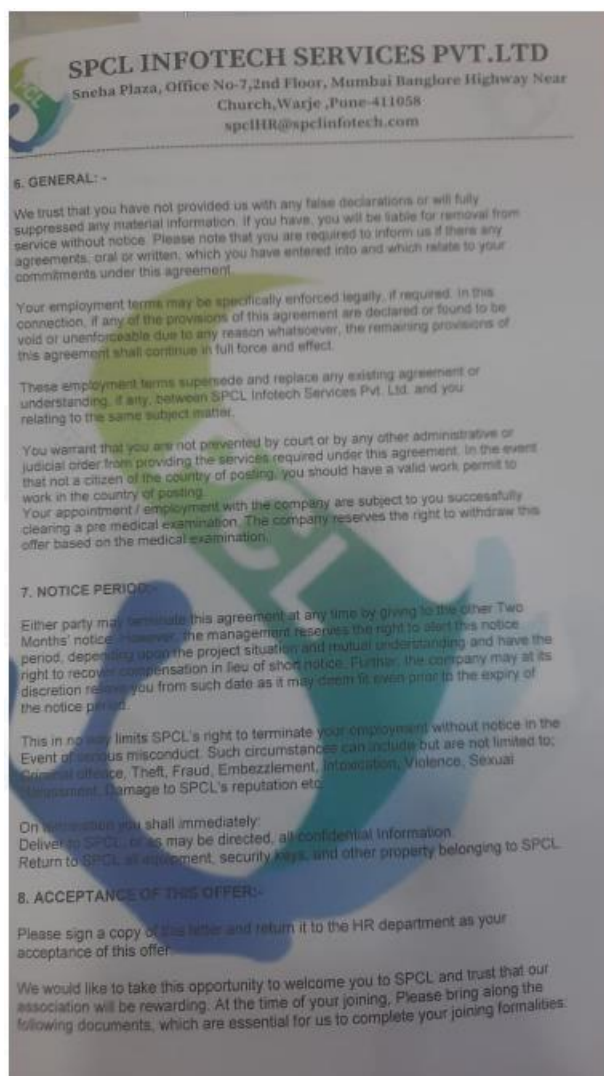 SPCL INFOTECH SERVICES PVT.LTD
Sneha Plaza, Office No-7,2nd Floor, Mumbai Banglore Highway Near
Church,Warje ,Pune-411058
spclHR@spclinfotech.com
6. GENERAL: -
We trust that you have not provided us with any false declarations or will fully
suppressed any material information. If you have, you will be liable for removal from
service without notice. Please note that you are required to inform us if there any
agreements, oral or written, which you have entered into and which relate to your
commitments under this agreement.
Your employment terms may be specifically enforced legally, if required. In this
connection, if any of the provisions of this agreement are declared or found to be
void or unenforceable due to any reason whatsoever, the remaining provisions of
this agreement shall continue in full force and effect.
These employment terms supersede and replace any existing agreement or
understanding, if any, between SPCL Infotech Services Pvt. Ltd. and you
relating to the same subject matter.
You warrant that you are not prevented by court or by any other administrative or
judicial order from providing the services required under this agreement. In the event
that not a citizen of the country of posting, you should have a valid work permit to
work in the country of posting.
Your appointment / employment with the company are subject to you successfully
clearing a pre medical examination. The company reserves the right to withdraw this
offer based on the medical examination.
7. NOTICE PERIOD:-
Either party may terminate this agreement at any time by giving to the other Two
Months' notice. However, the management reserves the right to alert this notice
period, depending upon the project situation and mutual understanding and have the
right to recover compensation in lieu of short notice. Further, the company may at its
discretion relieve you from such date as it may deem fit even prior to the expiry of
the notice period.
This in no way limits SPCL's right to terminate your employment without notice in the
Event of serious misconduct. Such circumstances can include but are not limited to;
Criminal offence, Theft, Fraud, Embezzlement, Intoxication, Violence, Sexual
Harassment, Damage to SPCL's reputation etc.
On you shall immediately:
Deliver to SPCL, or as may be directed, all confidential Information.
Return to SPCL all equipment, security keys, and other property belonging to SPCL.
8. ACCEPTANCE OF THIS OFFER:-
Please sign a copy of this letter and return it to the HR department as your
acceptance of this offer.
We would like to take this opportunity to welcome you to SPCL and trust that our
association will be rewarding. At the time of your joining, Please bring along the
following documents, which are essential for us to complete your joining formalities.